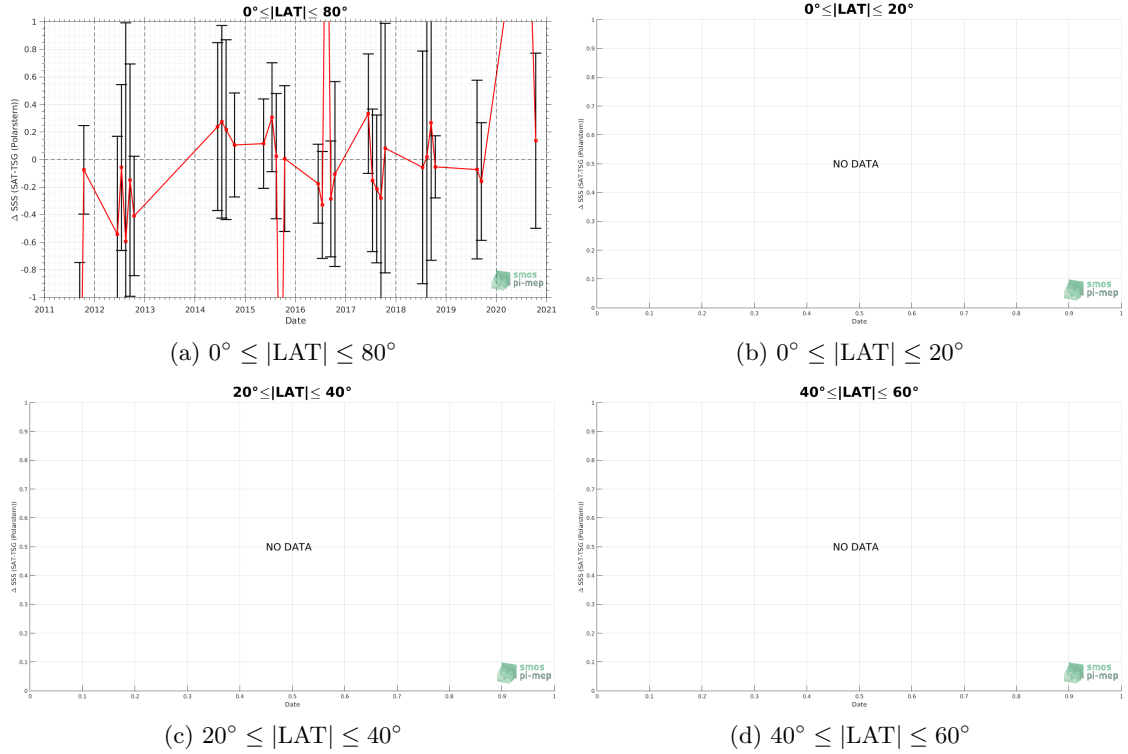 0°≤|LAT|≤ 80°
1
0.8
0.6
0.4
0.2
0
-0.2
-0.4
-0.6
-0.8
-1
Δ SSS (SAT-TSG (Polarstern))
2011 2012 2013 2014 2015 2016 2017 2018 2019 2020 2021
Date
smos
pi-mep
(a) 0° ≤ |LAT| ≤ 80°
0°≤|LAT|≤ 20°
1
0.9
0.8
0.7
0.6
0.5
0.4
0.3
0.2
0.1
0
Δ SSS (SAT-TSG (Polarstern))
NO DATA
0 0.1 0.2 0.3 0.4 0.5 0.6 0.7 0.8 0.9 1
Date
smos
pi-mep
(b) 0° ≤ |LAT| ≤ 20°
20°≤|LAT|≤ 40°
1
0.9
0.8
0.7
0.6
0.5
0.4
0.3
0.2
0.1
0
Δ SSS (SAT-TSG (Polarstern))
NO DATA
0 0.1 0.2 0.3 0.4 0.5 0.6 0.7 0.8 0.9 1
Date
smos
pi-mep
(c) 20° ≤ |LAT| ≤ 40°
40°≤|LAT|≤ 60°
1
0.9
0.8
0.7
0.6
0.5
0.4
0.3
0.2
0.1
0
Δ SSS (SAT-TSG (Polarstern))
NO DATA
0 0.1 0.2 0.3 0.4 0.5 0.6 0.7 0.8 0.9 1
Date
smos
pi-mep
(d) 40° ≤ |LAT| ≤ 60°